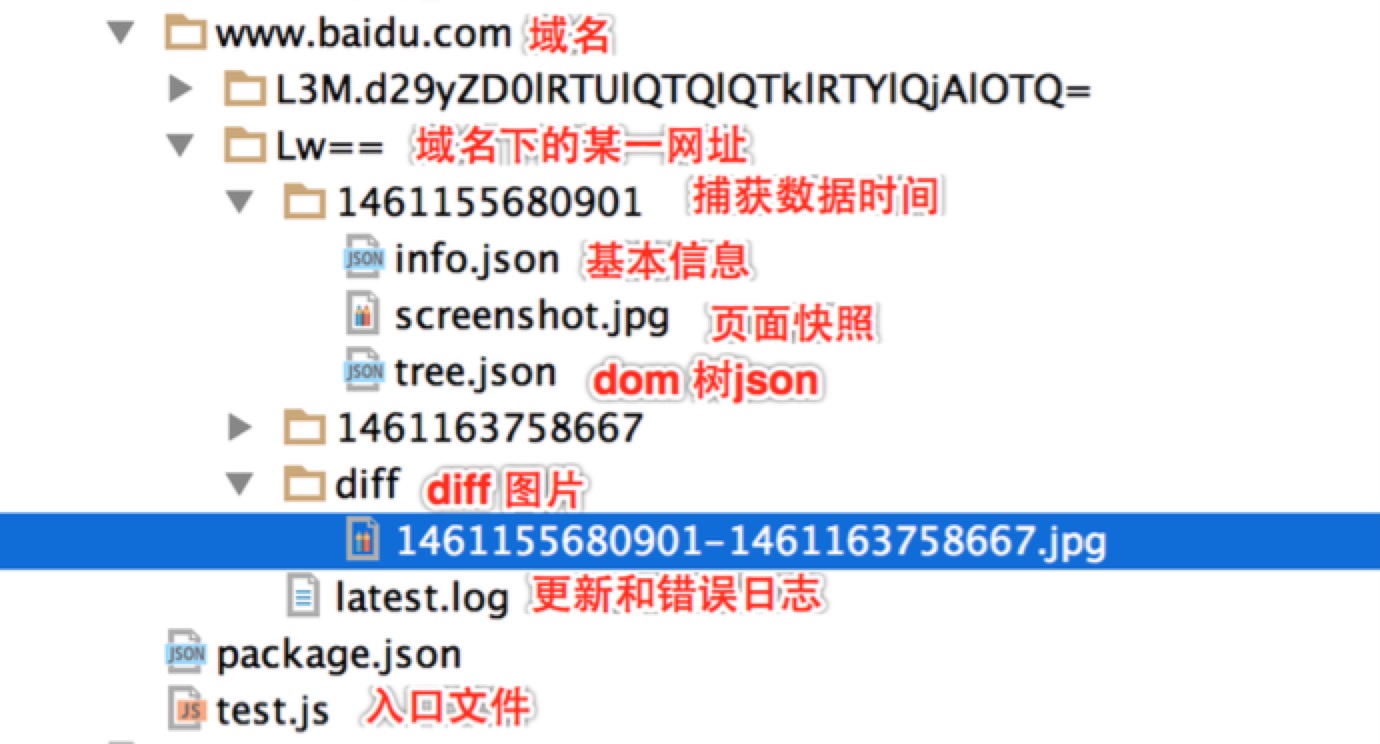 www.baidu.com 域名
L3M.d29yZD0lRTUlQTQlQTklRTYlQjAlOTQ=
Lw== 域名下的某一网址
1461155680901 捕获数据时间
JSON info.json 基本信息
screenshot.jpg 页面快照
JSON tree.json dom 树json
1461163758667
diff diff 图片
1461155680901-1461163758667.jpg
latest.log 更新和错误日志
JSON package.json
JS test.js 入口文件